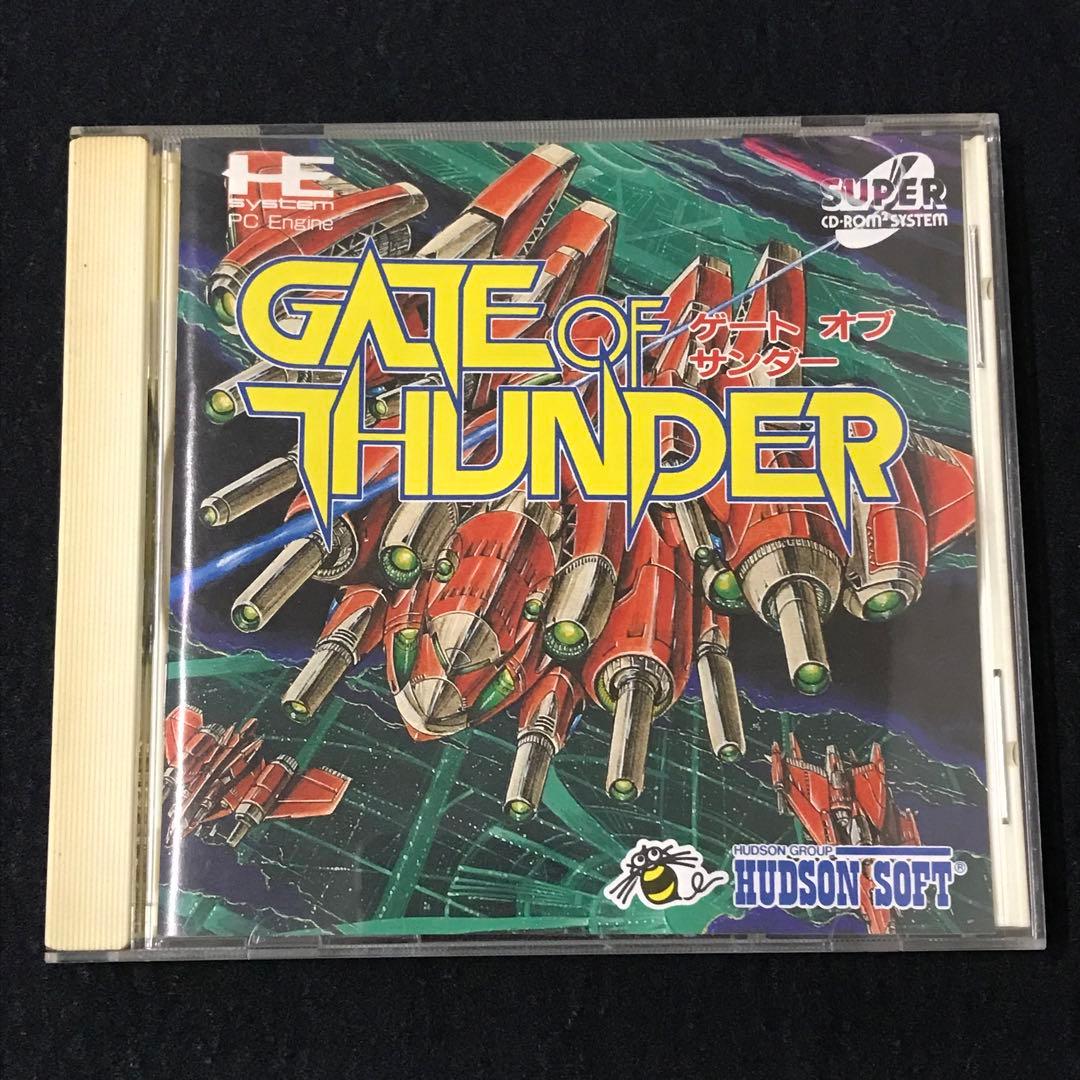 HE
system
PC Engine
SUPER
CD-ROM² SYSTEM
GATE OF
ゲート オブ
サンダー
THUNDER
HUDSON GROUP
HUDSON SOFT®